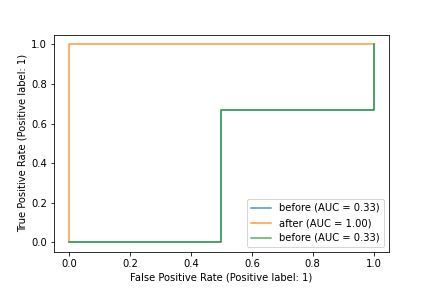 1.0
0.8
0.6
0.4
0.2
0.0
True Positive Rate (Positive label: 1)
before (AUC = 0.33)
after (AUC = 1.00)
before (AUC = 0.33)
0.0 0.2 0.4 0.6 0.8 1.0
False Positive Rate (Positive label: 1)